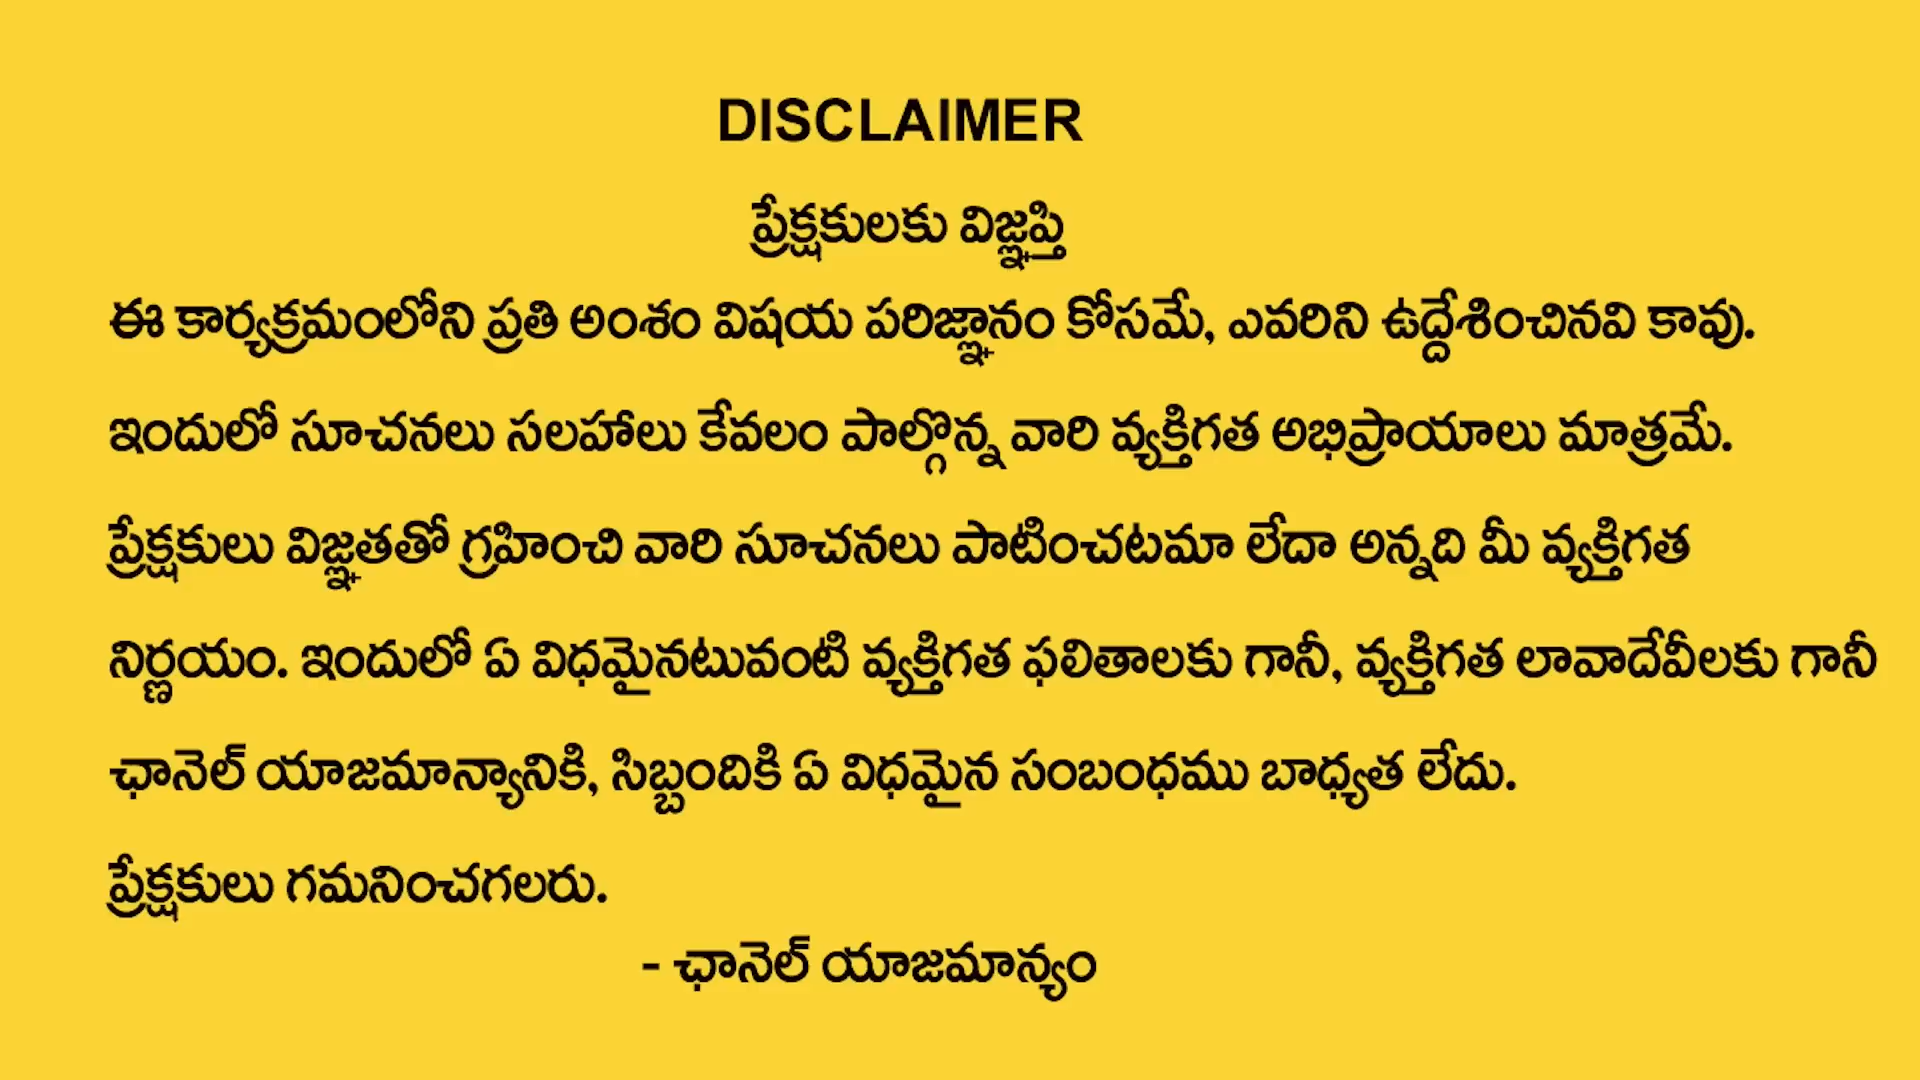 DISCLAIMER
ప్రేక్షకులకు విజ్ఞప్తి
ఈ కార్యక్రమంలోని ప్రతి అంశం విషయ పరిజ్ఞానం కోసమే, ఎవరిని ఉద్దేశించినవి కావు.
ఇందులో సూచనలు సలహాలు కేవలం పాల్గొన్న వారి వ్యక్తిగత అభిప్రాయాలు మాత్రమే.
ప్రేక్షకులు విజ్ఞతతో గ్రహించి వారి సూచనలు పాటించటమా లేదా అన్నది మీ వ్యక్తిగత
నిర్ణయం. ఇందులో ఏ విధమైనటువంటి వ్యక్తిగత ఫలితాలకు గానీ, వ్యక్తిగత లావాదేవీలకు గానీ
ఛానెల్ యాజమాన్యానికి, సిబ్బందికి ఏ విధమైన సంబంధము బాధ్యత లేదు.
ప్రేక్షకులు గమనించగలరు.
- ఛానెల్ యాజమాన్యం